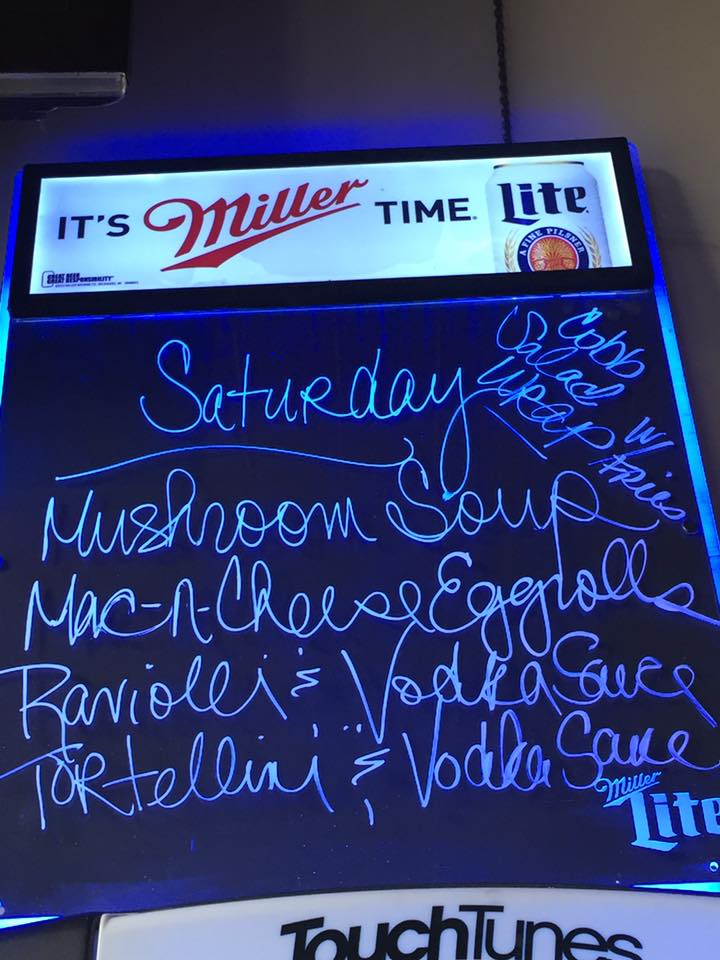 IT'S Miller TIME.
Lite
A FINE PILSNER
GREAT BEER
GREAT RESPONSIBILITY
Saturday
Cobb
Salad
Wrap w/
Fries
Mushroom Soup
Mac-n-Cheese Eggrolls
Raviolli & Vodka Sauce
Tortellini & Vodka Sauce
Miller
Lite
TouchTunes